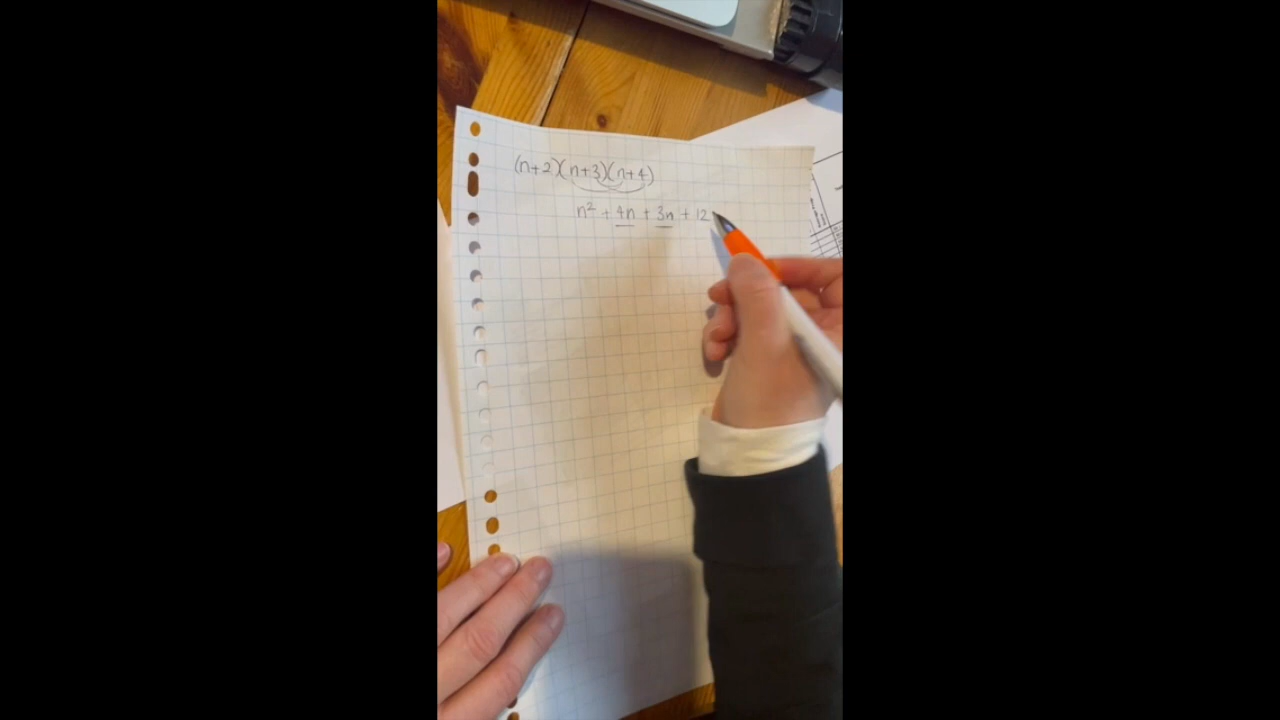 (n+2)(n+3)(n+4)
n² + 4n + 3n + 12